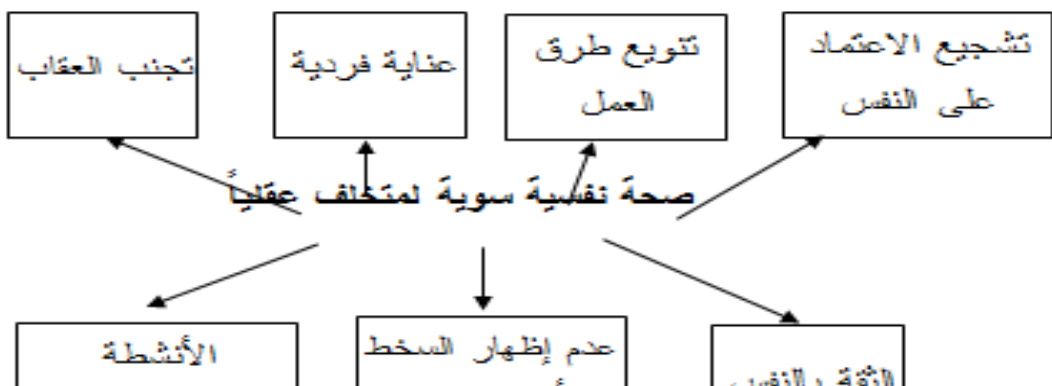 تشجيع الاعتماد
على النفس
تتويع طرق
العمل
عناية فردية
تجنب العقاب
صحة نفسية سوية لمتخلف عقلياً
الثقة بالنفس
عدم إظهار السخط
الأنشطة